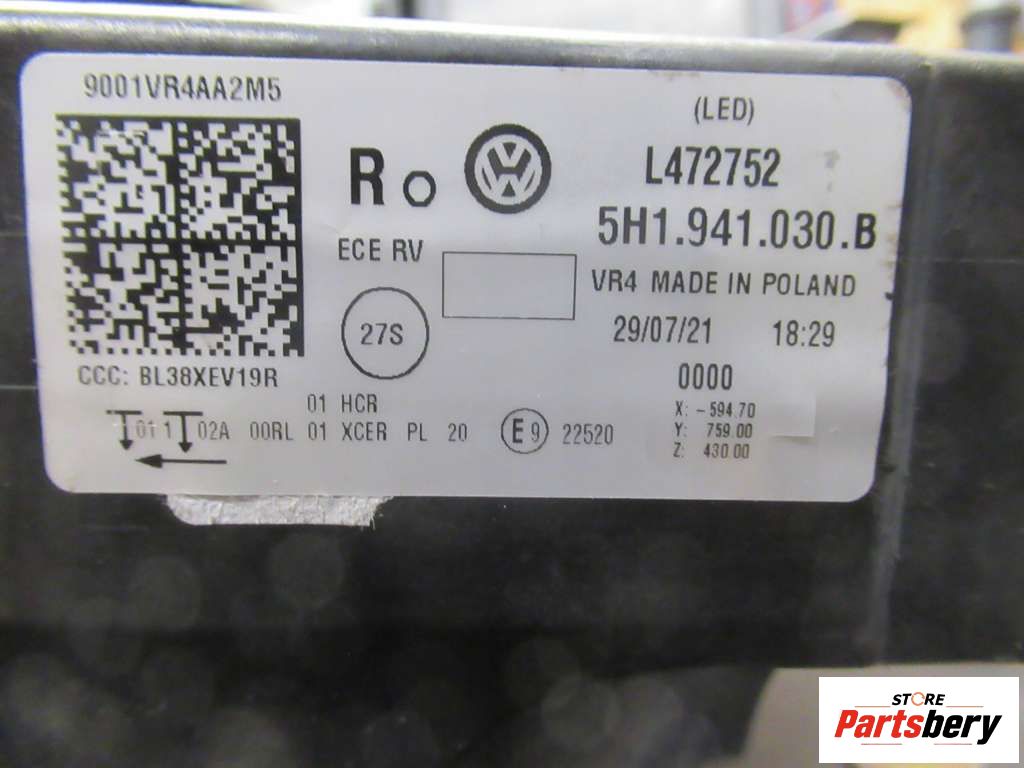 9001VR4AA2M5
(LED)
R
L472752
5H1.941.030.B
ECE RV
VR4 MADE IN POLAND
27S
29/07/21 18:29
CCC: BL38XEV19R
0000
01 HCR
X: -594.70
01 1 02A 00RL 01 XCER PL 20 E9 22520
Y: 759.00
Z: 430.00
STORE
Partsbery